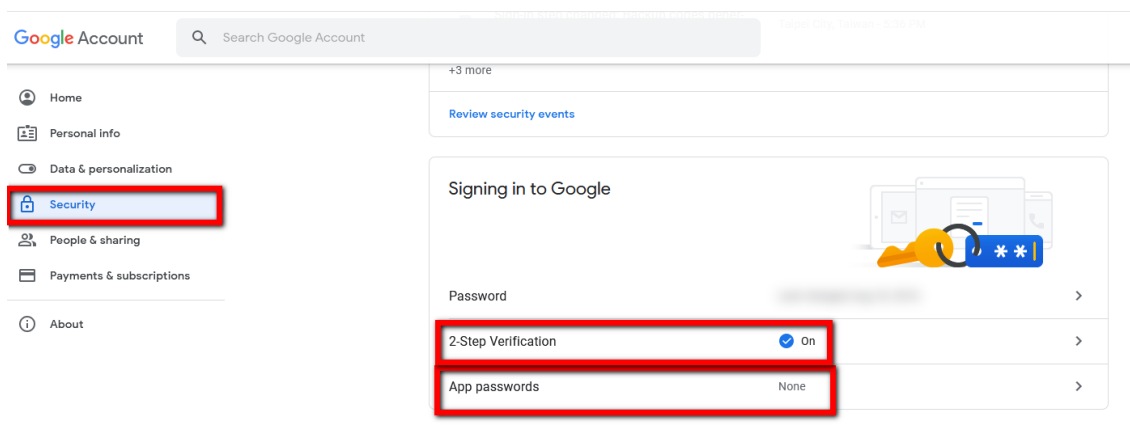 Google Account
Search Google Account
+3 more
Review security events
Home
Personal info
Data & personalization
Security
People & sharing
Payments & subscriptions
About
Signing in to Google
Password
2-Step Verification On
App passwords None
**